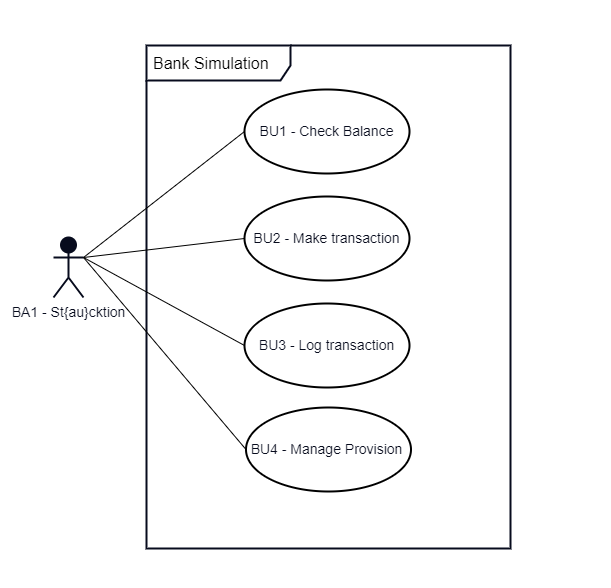 Bank Simulation
BU1 - Check Balance
BU2 - Make transaction
BA1 - St{au}cktion
BU3 - Log transaction
BU4 - Manage Provision